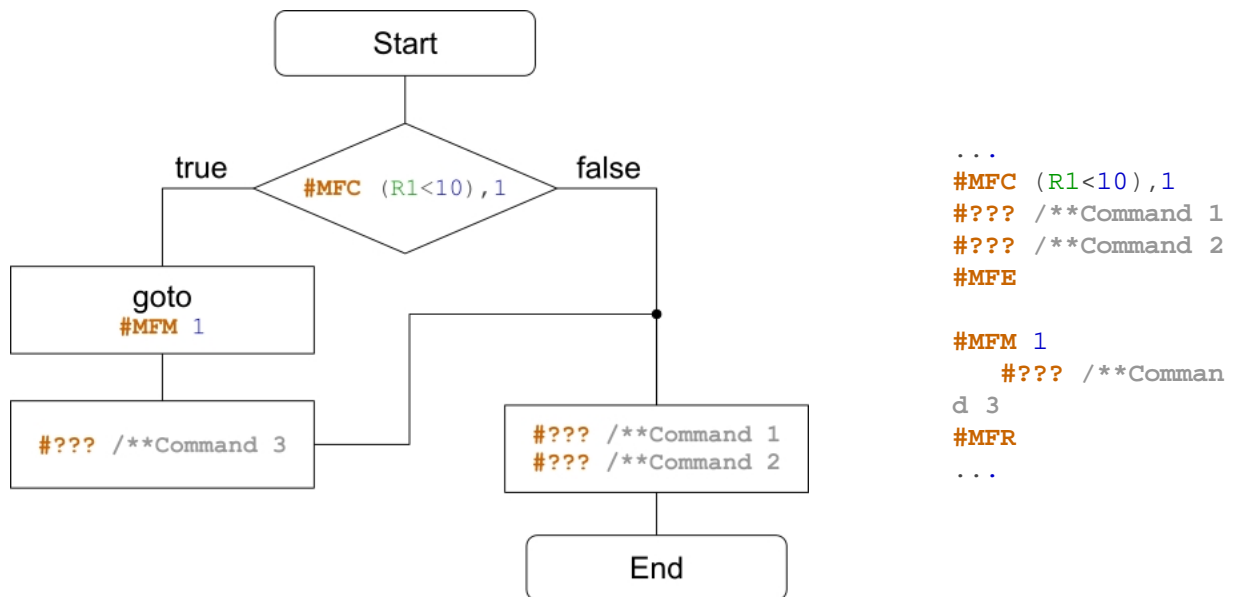 Start
true
false
#MFC (R1<10),1
goto
#MFM 1
#??? /**Command 3
#??? /**Command 1
#??? /**Command 2
End
...
#MFC (R1<10),1
#??? /**Command 1
#??? /**Command 2
#MFE
#MFM 1
#??? /**Comman
d 3
#MFR
...